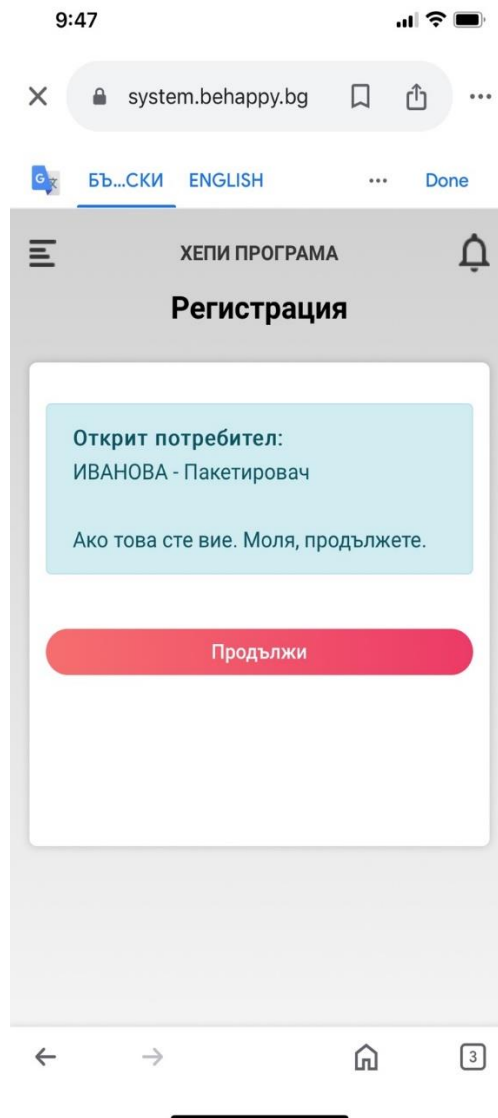 9:47
system.behappy.bg
БЪ...СКИ ENGLISH Done
ХЕПИ ПРОГРАМА
Регистрация
Открит потребител:
ИВАНОВА - Пакетировач
Ако това сте вие. Моля, продължете.
Продължи
3